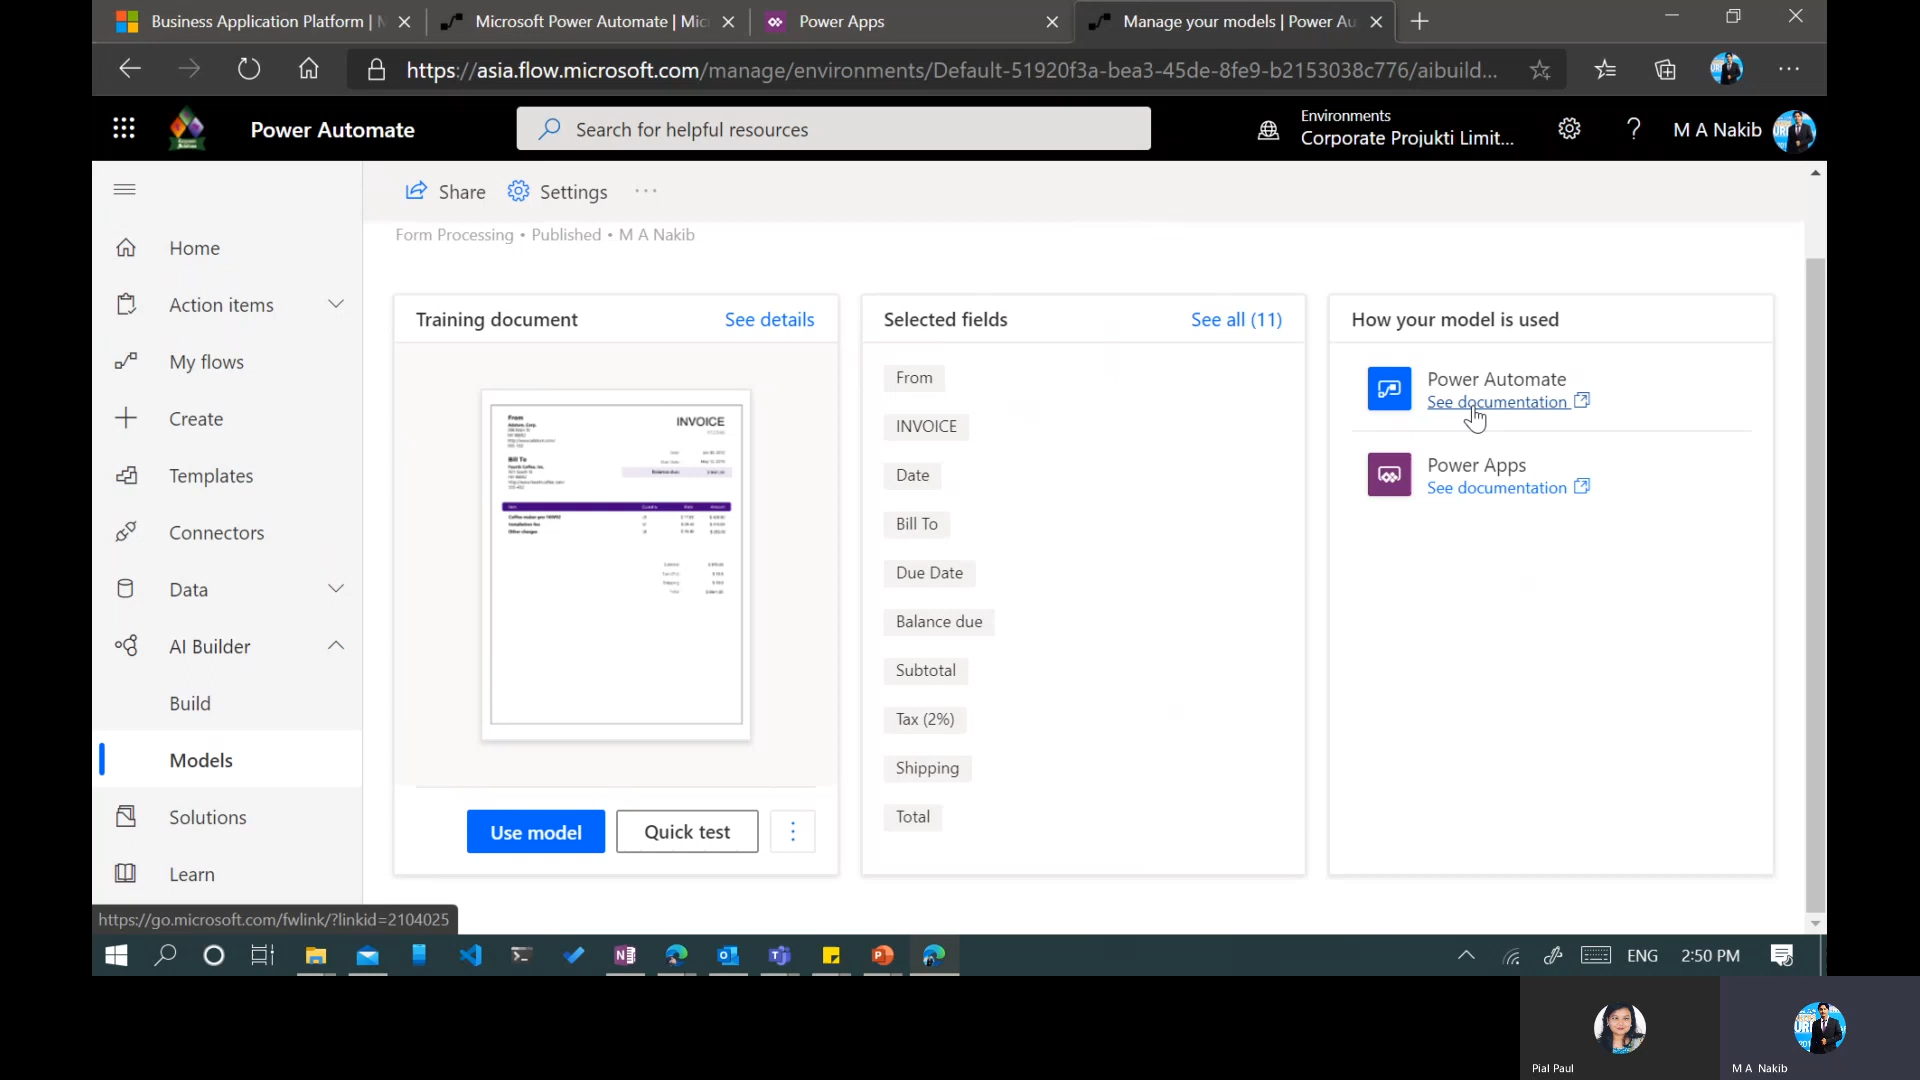 Business Application Platform | M
Microsoft Power Automate | Mic
Power Apps
Manage your models | Power Au
https://asia.flow.microsoft.com/manage/environments/Default-51920f3a-bea3-45de-8fe9-b2153038c776/aibuild...
Power Automate
Search for helpful resources
Environments
Corporate Projukti Limit...
?
M A Nakib
Share
Settings
Form Processing • Published • M A Nakib
Home
Action items
My flows
Create
Templates
Connectors
Data
AI Builder
Build
Models
Solutions
Learn
Training document
See details
From
INVOICE
Bill To
Use model
Quick test
Selected fields
See all (11)
From
INVOICE
Date
Bill To
Due Date
Balance due
Subtotal
Tax (2%)
Shipping
Total
How your model is used
Power Automate
See documentation
Power Apps
See documentation
https://go.microsoft.com/fwlink/?linkid=2104025
ENG
2:50 PM
Pial Paul
M A Nakib